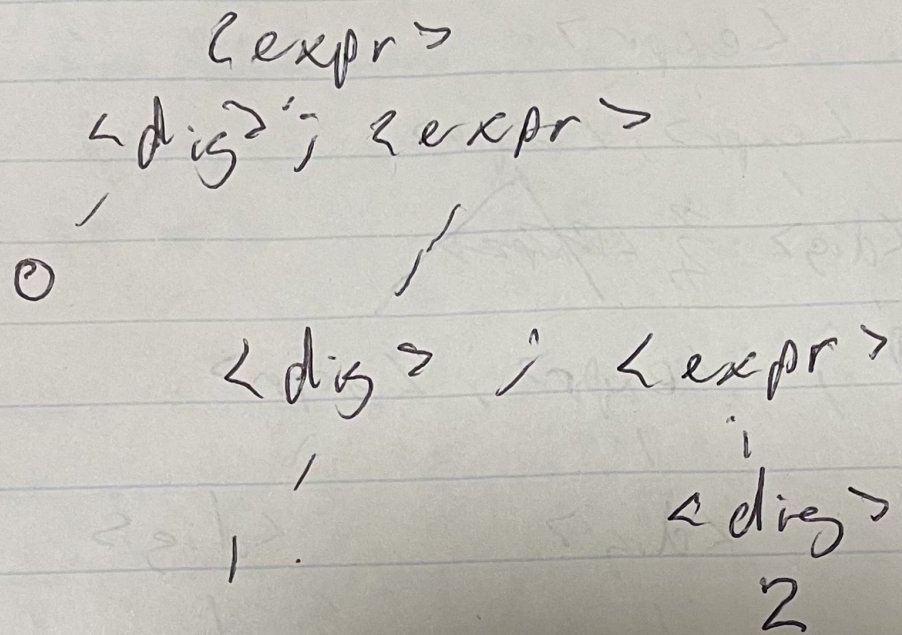 <expr>
<dig> ; <expr>
0
<dig> ; <expr>
<dig>
1
2